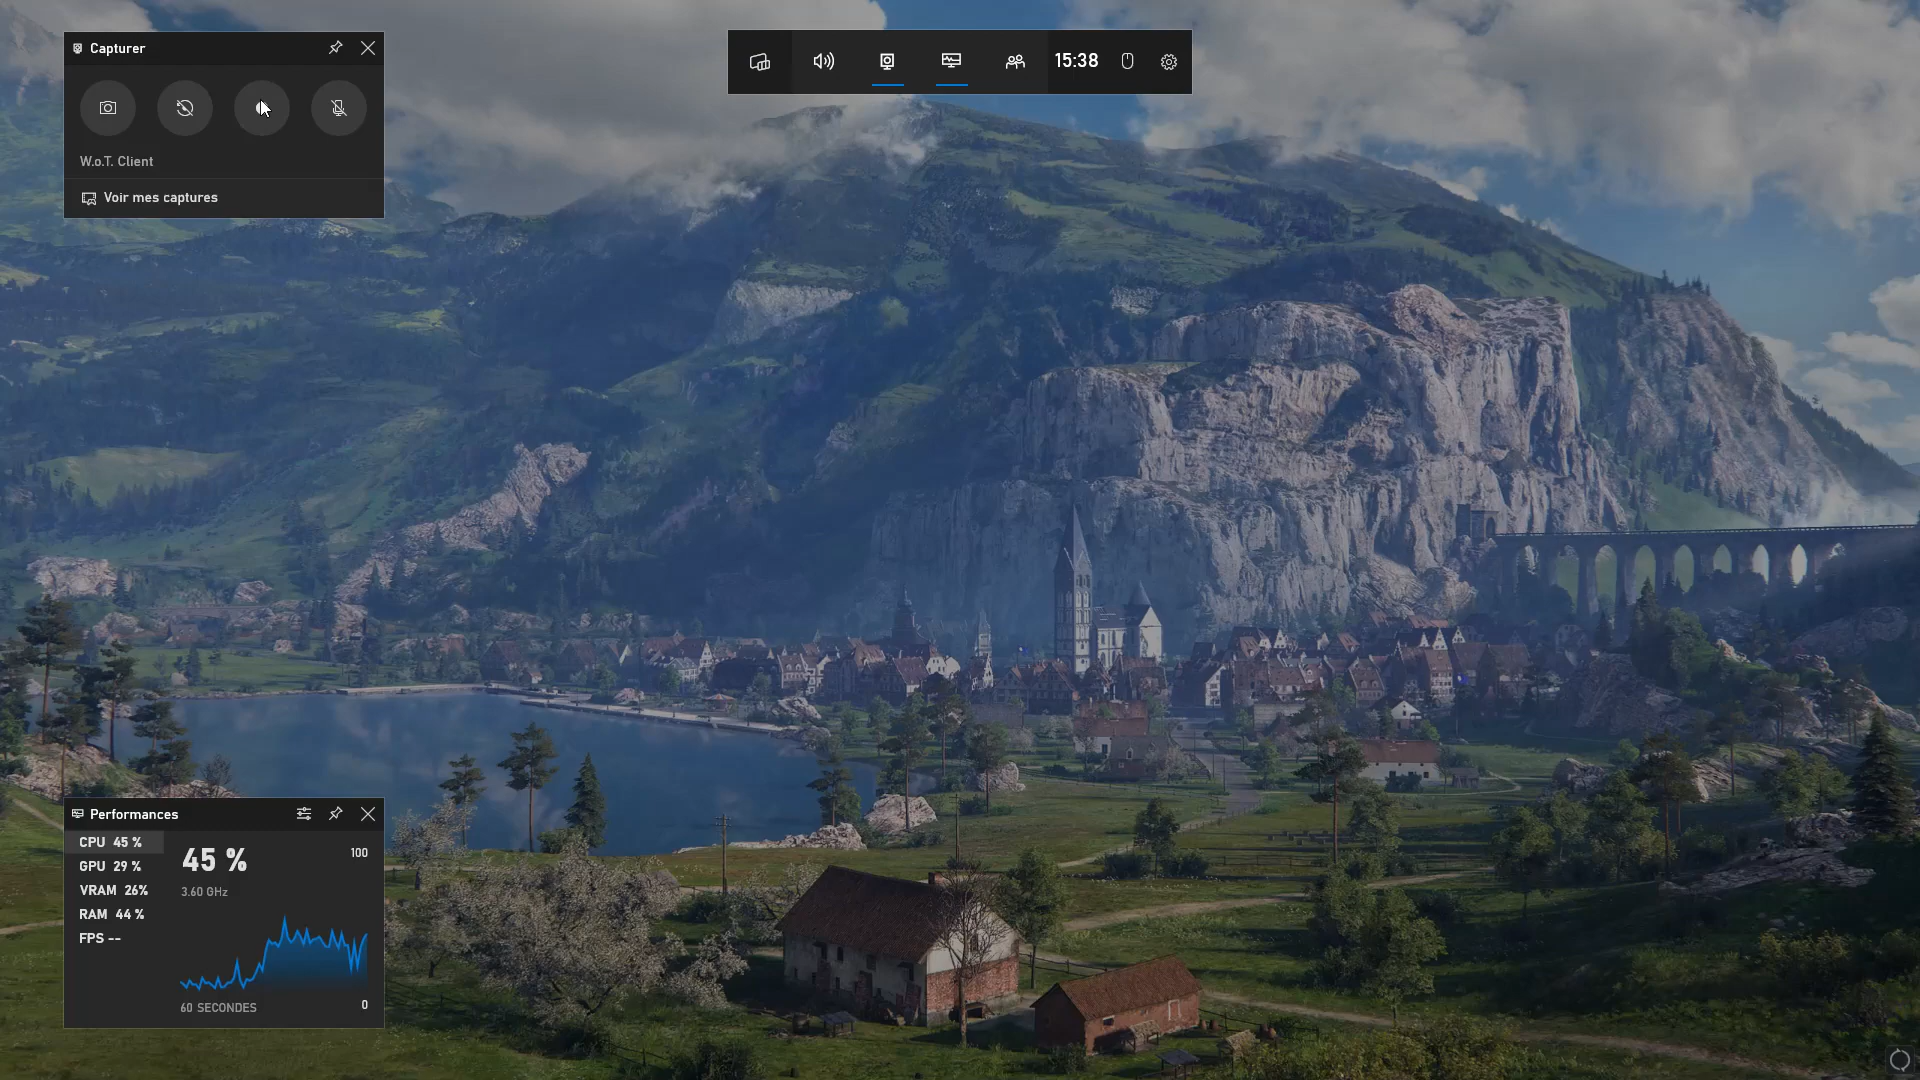 Capturer
15:38
W.o.T. Client
Voir mes captures
Performances
CPU 45 %
GPU 29 %
VRAM 26%
RAM 44 %
FPS --
45 %
3.60 GHz
100
60 SECONDES
0